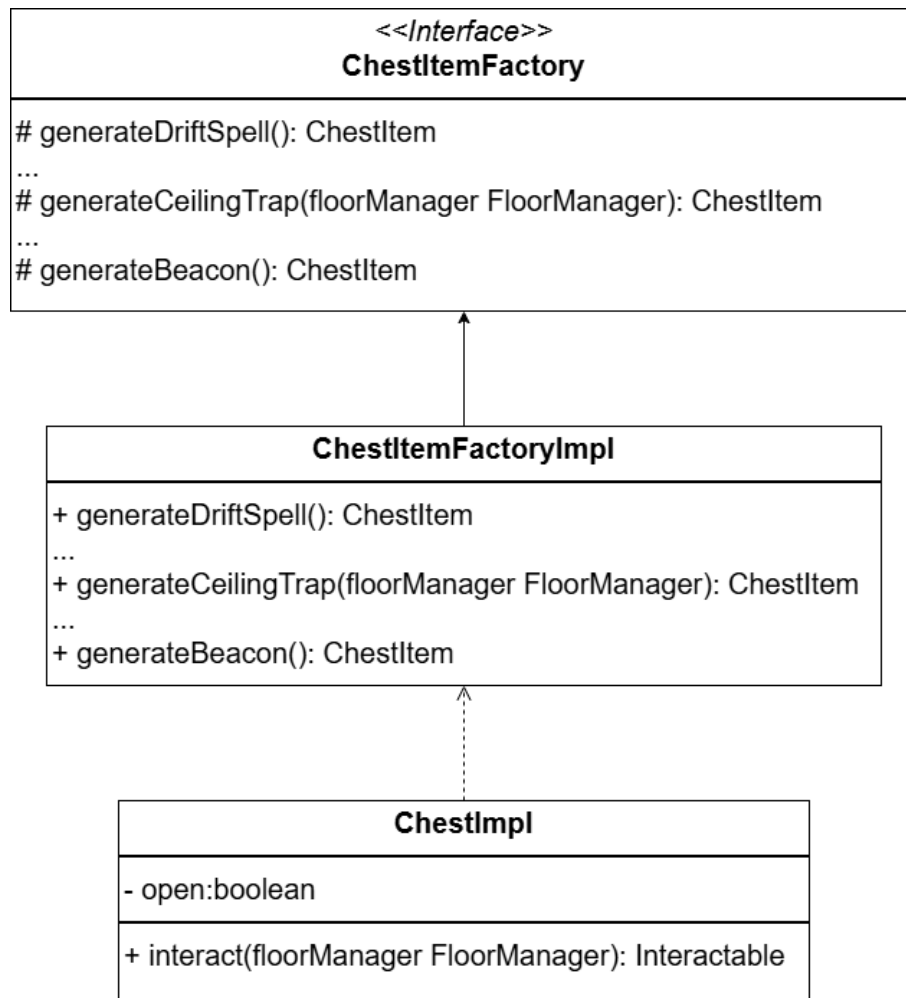 <<Interface>>
ChestItemFactory
# generateDriftSpell(): ChestItem
...
# generateCeilingTrap(floorManager FloorManager): ChestItem
...
# generateBeacon(): ChestItem
ChestItemFactoryImpl
+ generateDriftSpell(): ChestItem
...
+ generateCeilingTrap(floorManager FloorManager): ChestItem
...
+ generateBeacon(): ChestItem
ChestImpl
- open:boolean
+ interact(floorManager FloorManager): Interactable